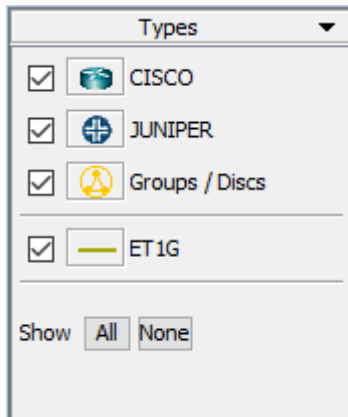 Types
CISCO
JUNIPER
Groups / Discs
ET1G
Show All None